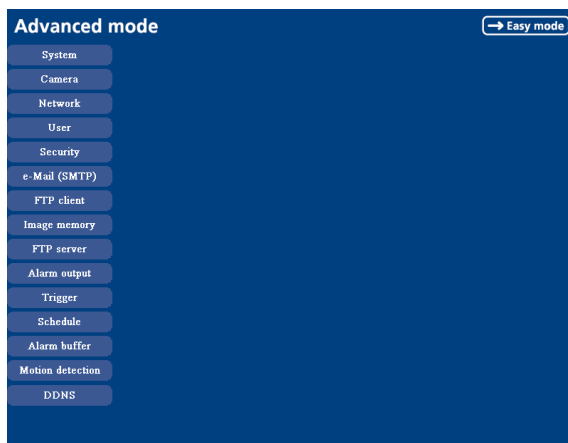 Advanced mode
→ Easy mode
System
Camera
Network
User
Security
e-Mail (SMTP)
FTP client
Image memory
FTP server
Alarm output
Trigger
Schedule
Alarm buffer
Motion detection
DDNS